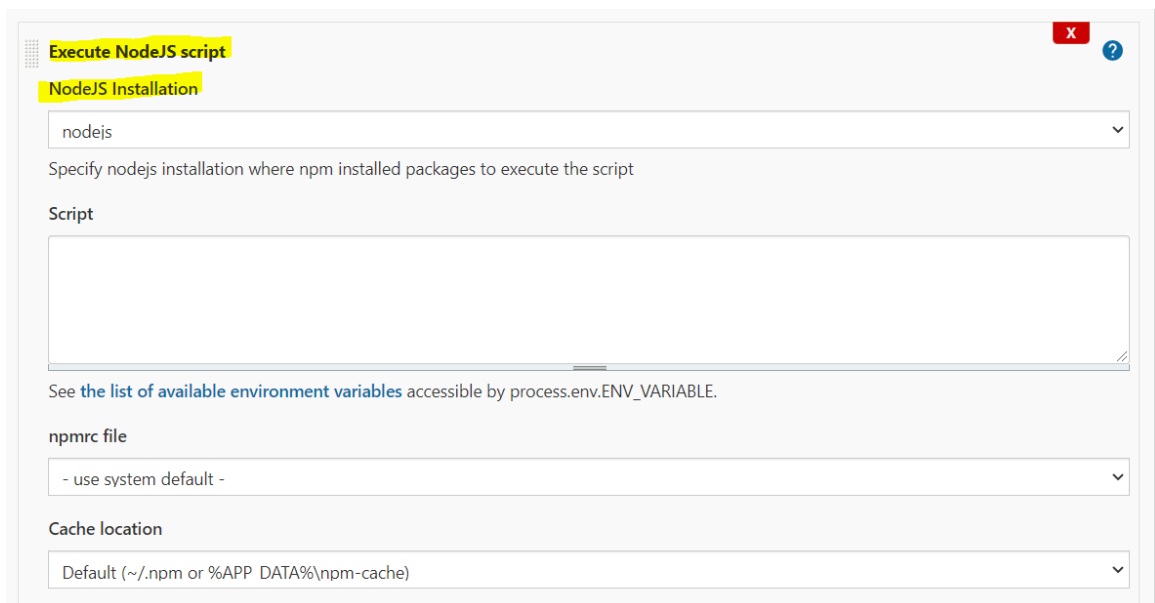 X
Execute NodeJS script
?
NodeJS Installation
nodejs
Specify nodejs installation where npm installed packages to execute the script
Script
See the list of available environment variables accessible by process.env.ENV_VARIABLE.
npmrc file
- use system default -
Cache location
Default (~/.npm or %APP_DATA%\npm-cache)